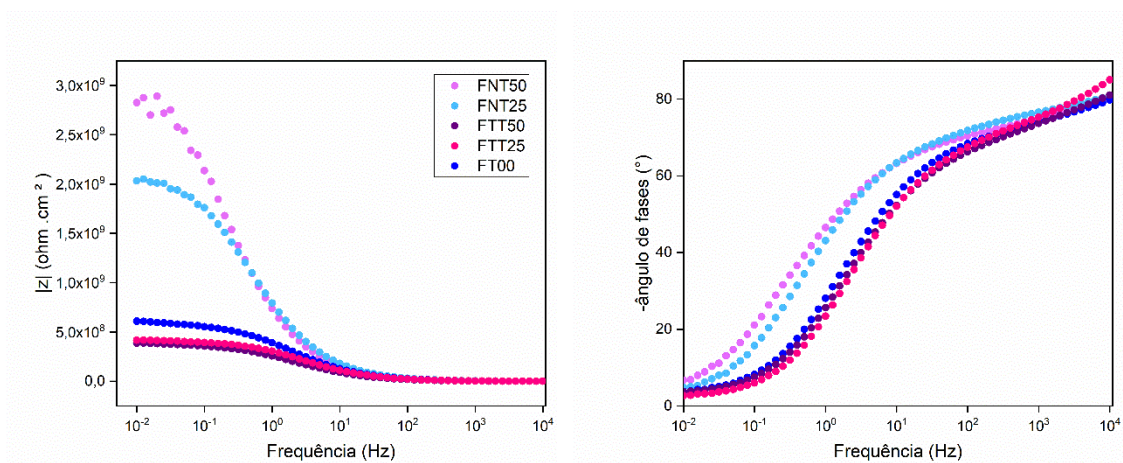 |z| (ohm .cm ²)
3,0x10⁹
2,5x10⁹
2,0x10⁹
1,5x10⁹
1,0x10⁹
5,0x10⁸
0,0
FNT50
FNT25
FTT50
FTT25
FT00
10⁻² 10⁻¹ 10⁰ 10¹ 10² 10³ 10⁴
Frequência (Hz)
-ângulo de fases (°)
80
60
40
20
0
10⁻² 10⁻¹ 10⁰ 10¹ 10² 10³ 10⁴
Frequência (Hz)